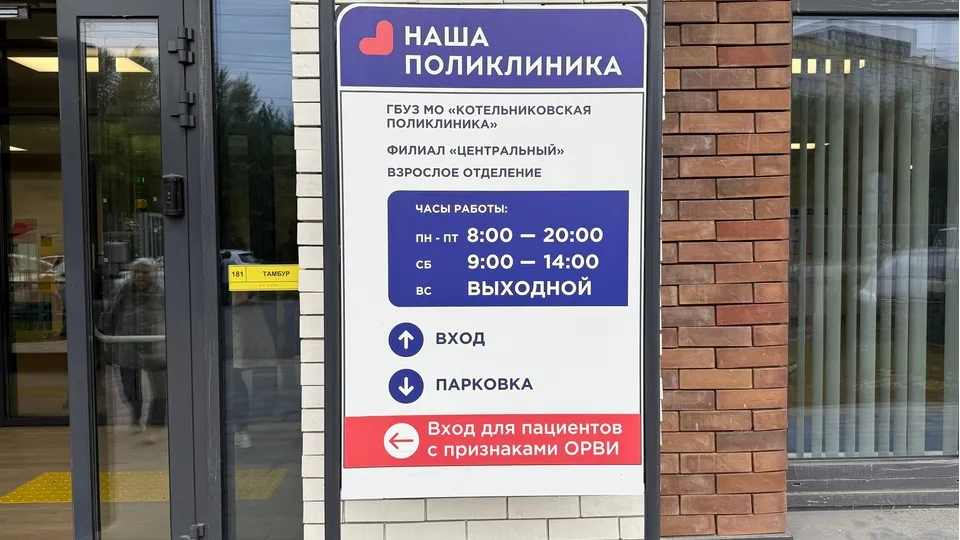 НАША
ПОЛИКЛИНИКА
ГБУЗ МО «КОТЕЛЬНИКОВСКАЯ
ПОЛИКЛИНИКА»
ФИЛИАЛ «ЦЕНТРАЛЬНЫЙ»
ВЗРОСЛОЕ ОТДЕЛЕНИЕ
ЧАСЫ РАБОТЫ:
ПН - ПТ 8:00 — 20:00
СБ 9:00 — 14:00
ВС ВЫХОДНОЙ
181 ТАМБУР
ВХОД
ПАРКОВКА
Вход для пациентов
с признаками ОРВИ